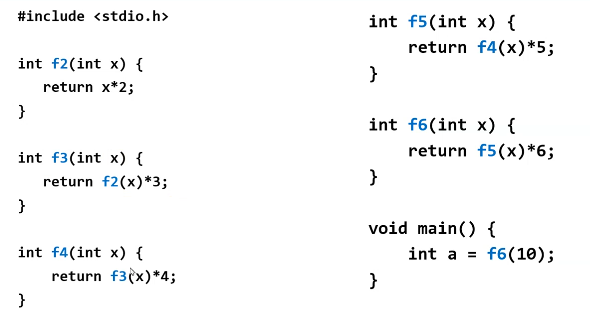 #include <stdio.h>
int f2(int x) {
return x*2;
}
int f3(int x) {
return f2(x)*3;
}
int f4(int x) {
return f3(x)*4;
}
int f5(int x) {
return f4(x)*5;
}
int f6(int x) {
return f5(x)*6;
}
void main() {
int a = f6(10);
}